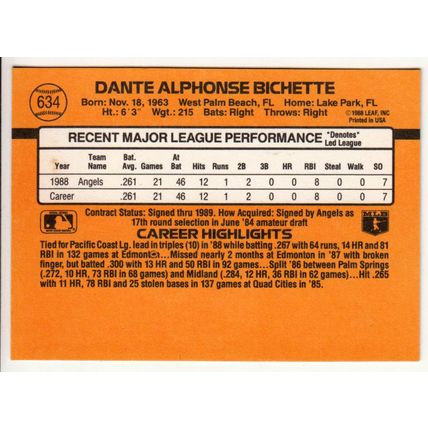 634
DANTE ALPHONSE BICHETTE
Born: Nov. 18, 1963 West Palm Beach, FL Home: Lake Park, FL
Ht.: 6'3" Wgt.: 215 Bats: Right Throws: Right
©1988 LEAF, INC
Printed in USA
RECENT MAJOR LEAGUE PERFORMANCE *Denotes* Led League
Year Team Name Bat. Avg. Games At Bat Hits Runs 2B 3B HR RBI Steal Walk SO
1988 Angels .261 21 46 12 1 2 0 0 8 0 0 7
Career .261 21 46 12 1 2 0 0 8 0 0 7
Contract Status: Signed thru 1989. How Acquired: Signed by Angels as
17th round selection in June '84 amateur draft
MLB
CAREER HIGHLIGHTS
Tied for Pacific Coast Lg. lead in triples (10) in '88 while batting .267 with 64 runs, 14 HR and 81
RBI in 132 games at Edmonton...Missed nearly 2 months at Edmonton in '87 with broken
finger, but batted .300 with 13 HR and 50 RBI in 92 games...Split '86 between Palm Springs
(.272, 10 HR, 73 RBI in 68 games) and Midland (.284, 12 HR, 36 RBI in 62 games)...Hit .265
with 11 HR, 78 RBI and 25 stolen bases in 137 games at Quad Cities in '85.